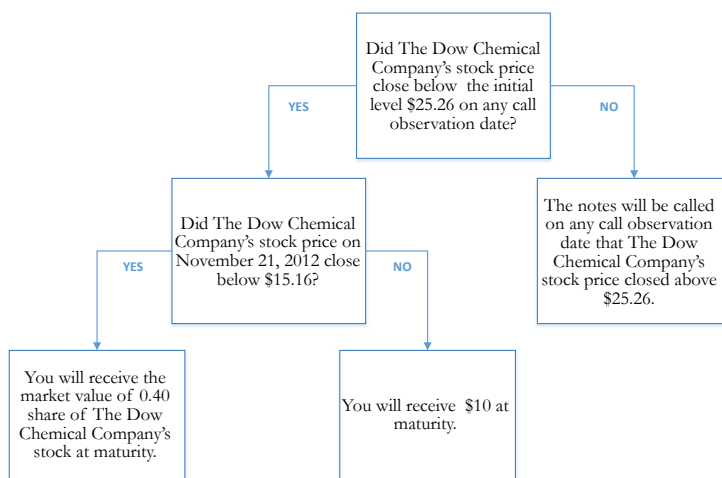 Did The Dow Chemical
Company's stock price
close below the initial
level $25.26 on any call
observation date?
YES
NO
Did The Dow Chemical
Company's stock price on
November 21, 2012 close
below $15.16?
The notes will be called
on any call observation
date that The Dow
Chemical Company's
stock price closed above
$25.26.
YES
NO
You will receive the
market value of 0.40
share of The Dow
Chemical Company's
stock at maturity.
You will receive $10 at
maturity.